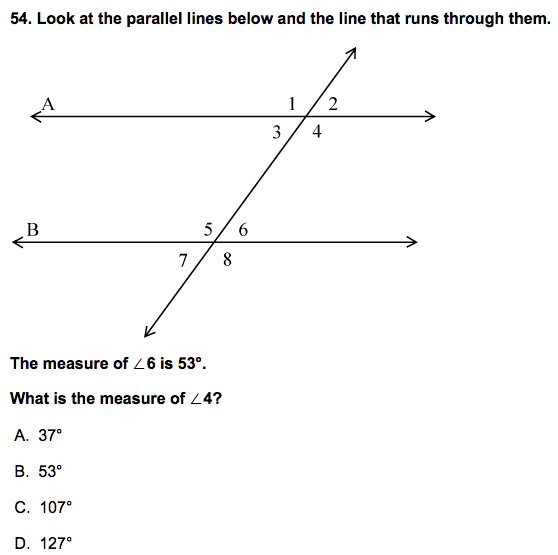 54. Look at the parallel lines below and the line that runs through them.
A 1 2
3 4
B 5 6
7 8
The measure of ∠6 is 53°.
What is the measure of ∠4?
A. 37°
B. 53°
C. 107°
D. 127°